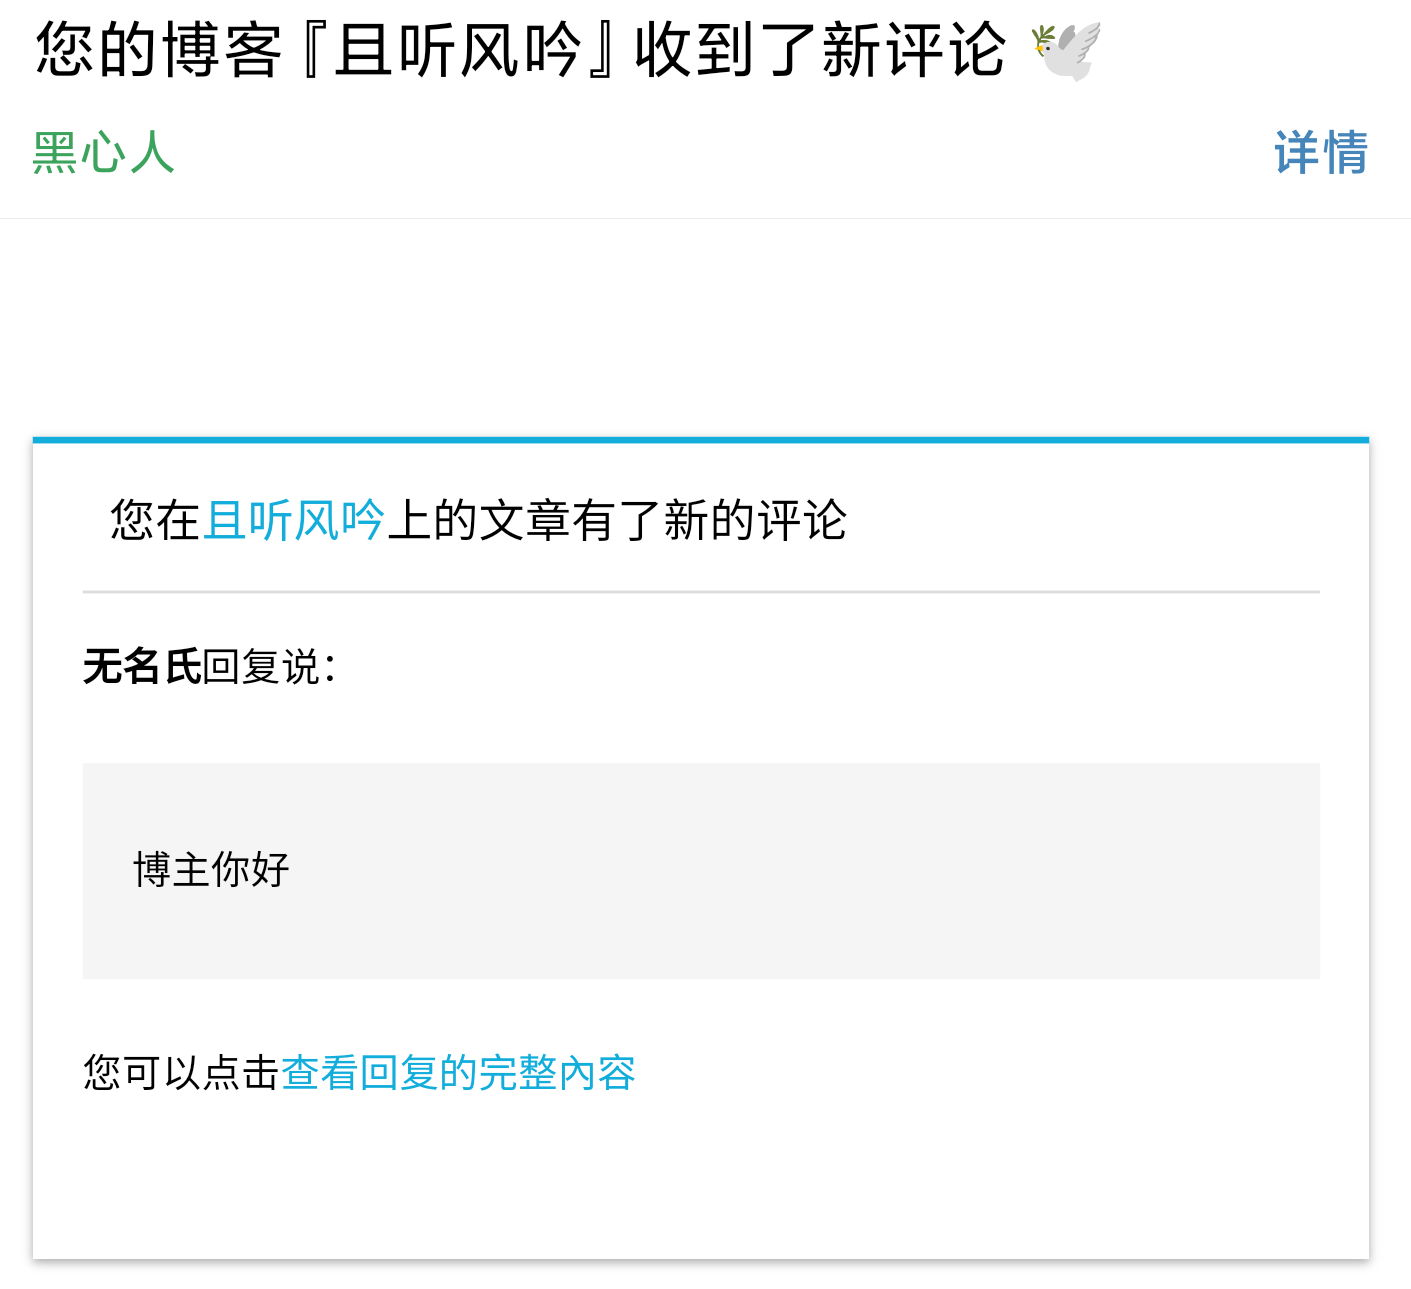 您的博客『且听风吟』收到了新评论 🕊️
黑心人 详情
您在且听风吟上的文章有了新的评论
无名氏回复说：
博主你好
您可以点击查看回复的完整內容